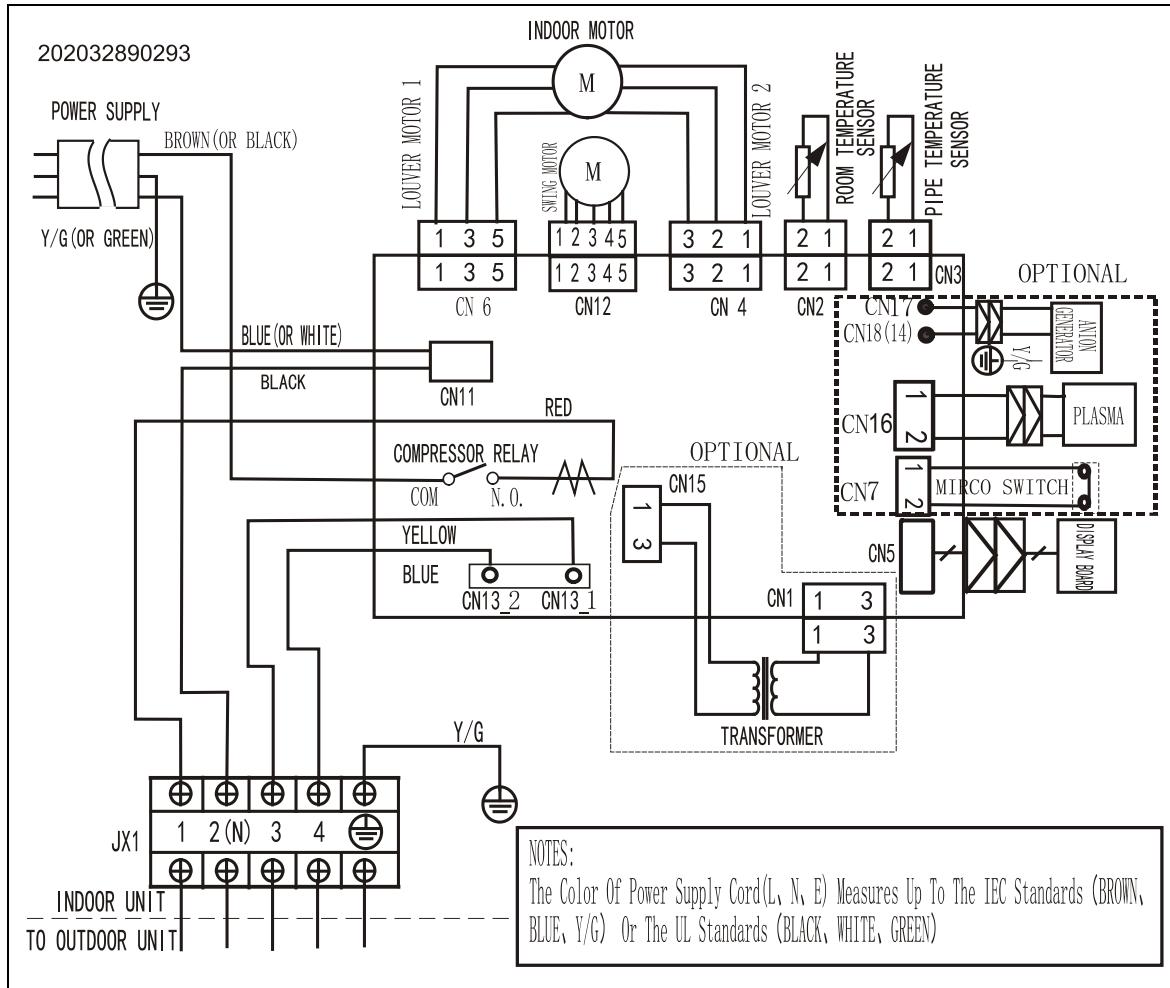 202032890293
INDOOR MOTOR
POWER SUPPLY
BROWN(OR BLACK)
Y/G(OR GREEN)
LOUVER MOTOR 1
M
SWING MOTOR
M
LOUVER MOTOR 2
ROOM TEMPERATURE
SENSOR
PIPE TEMPERATURE
SENSOR
1 3 5
1 2 3 4 5
3 2 1
2 1
2 1
1 3 5
1 2 3 4 5
3 2 1
2 1
2 1
CN 6
CN12
CN 4
CN2
CN3
OPTIONAL
CN17
CN18(14)
Y/G
ANION
GENERATOR
BLUE(OR WHITE)
BLACK
CN11
CN16
1
2
PLASMA
RED
COMPRESSOR RELAY
COM
N.O.
OPTIONAL
CN15
1
3
CN7
1
2
MIRCO SWITCH
YELLOW
BLUE
CN13_2
CN13_1
CN5
DISPLAY BOARD
CN1
1 3
1 3
TRANSFORMER
Y/G
JX1
1 2(N) 3 4
INDOOR UNIT
TO OUTDOOR UNIT
NOTES:
The Color Of Power Supply Cord(L、N、E) Measures Up To The IEC Standards (BROWN、
BLUE、Y/G) Or The UL Standards (BLACK、WHITE、GREEN)